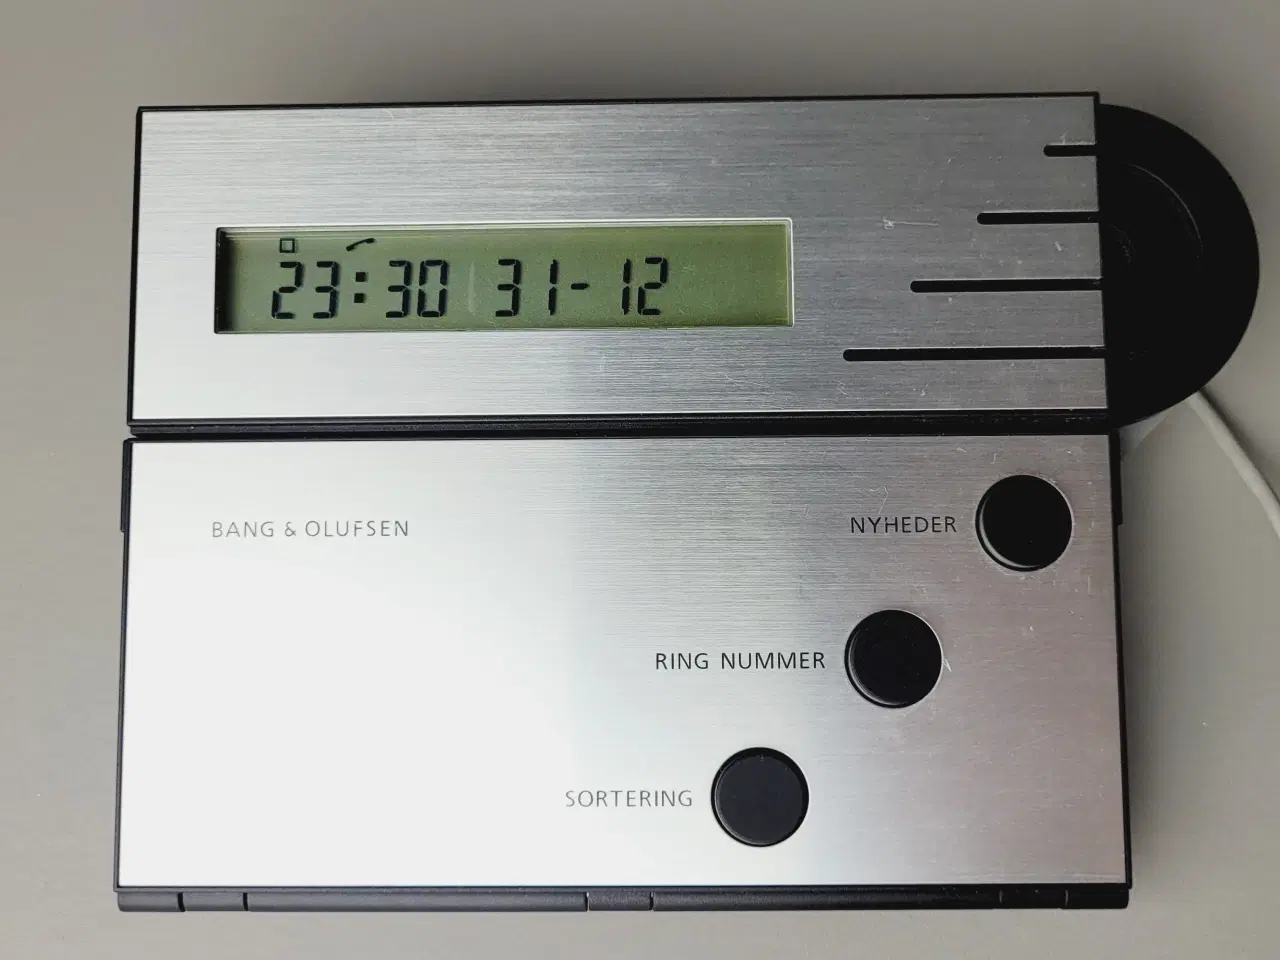 23:30 31-12
BANG & OLUFSEN
NYHEDER
RING NUMMER
SORTERING